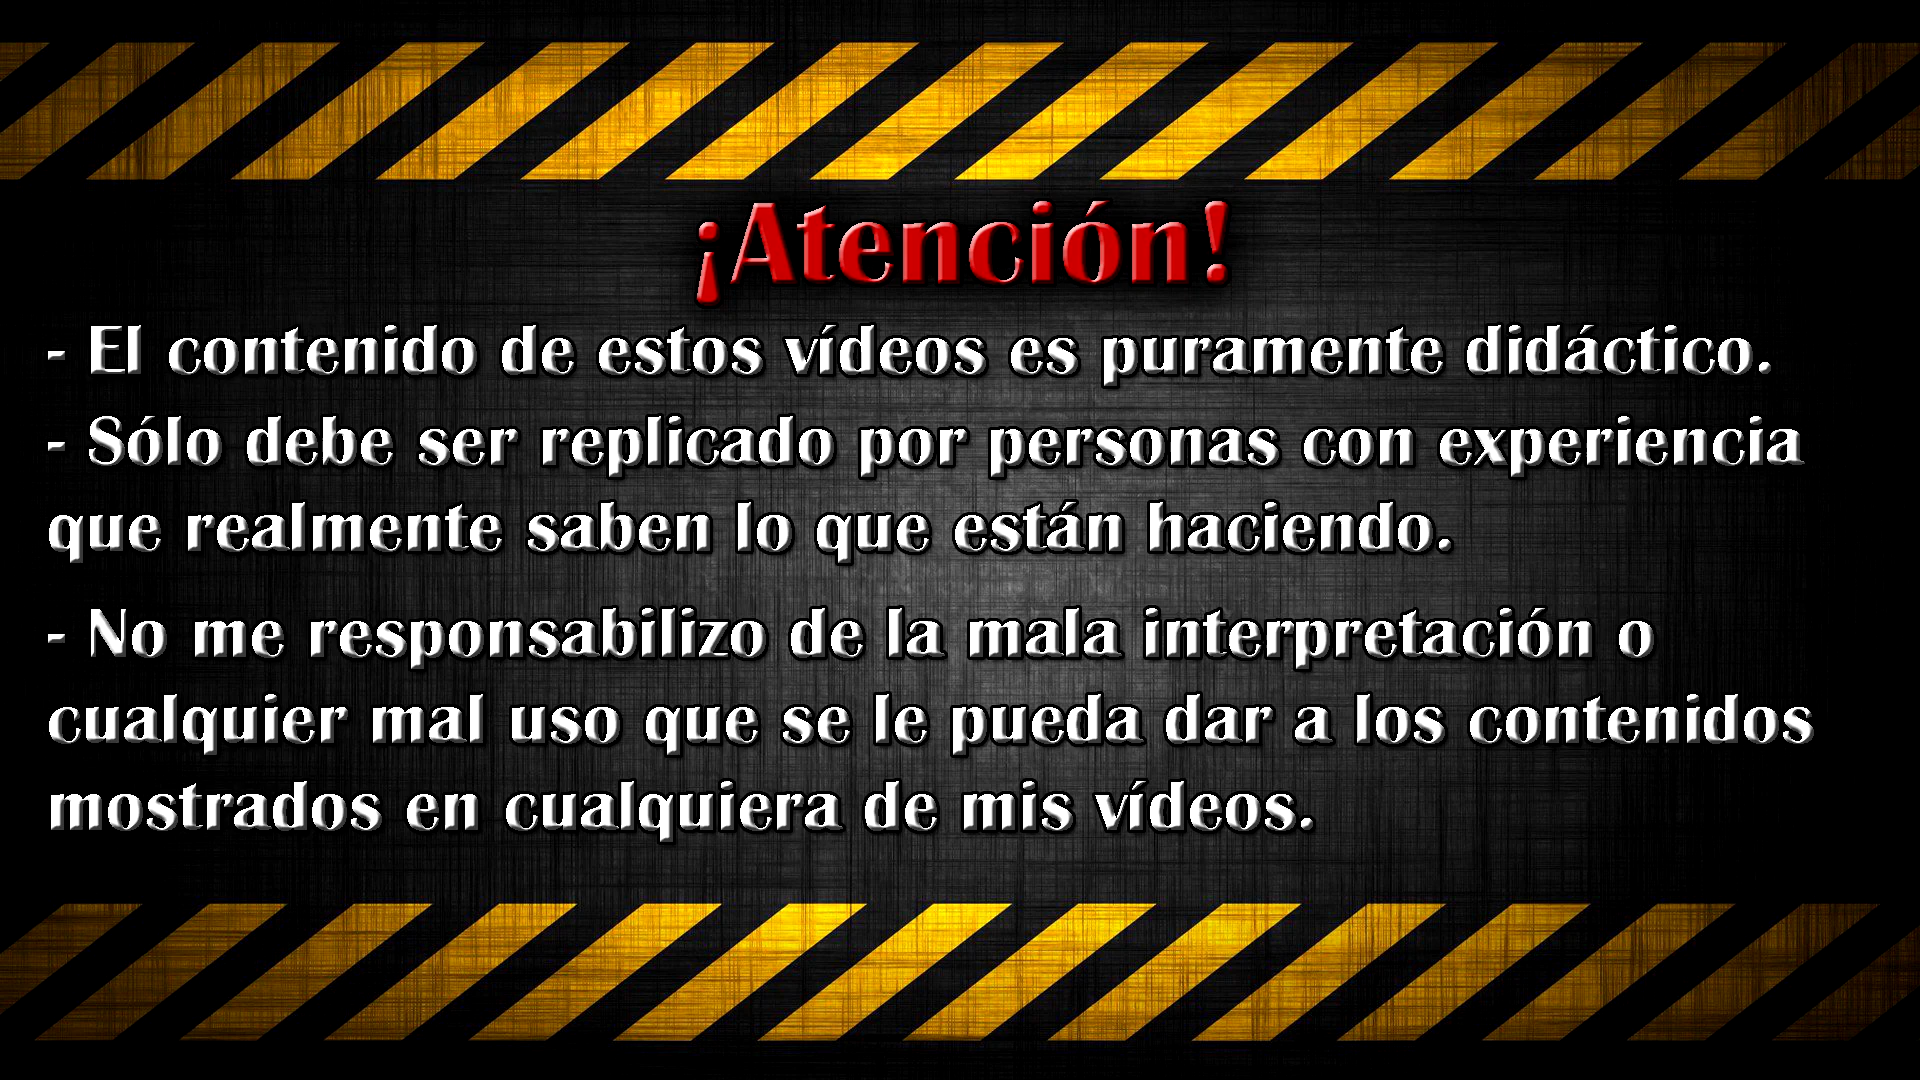 ¡Atención!
- El contenido de estos vídeos es puramente didáctico.
- Sólo debe ser replicado por personas con experiencia
que realmente saben lo que están haciendo.
- No me responsabilizo de la mala interpretación o
cualquier mal uso que se le pueda dar a los contenidos
mostrados en cualquiera de mis vídeos.